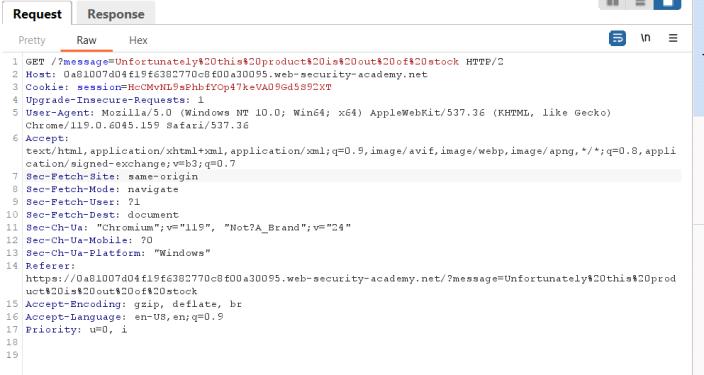 Request Response
Pretty Raw Hex \n
1 GET /?message=Unfortunately%20this%20product%20is%20out%20of%20stock HTTP/2
2 Host: 0a81007d04f19f6382770c8f00a30095.web-security-academy.net
3 Cookie: session=HcCMvNL9sPhbfYOp47keVA09Gd5S92XT
4 Upgrade-Insecure-Requests: 1
5 User-Agent: Mozilla/5.0 (Windows NT 10.0; Win64; x64) AppleWebKit/537.36 (KHTML, like Gecko)
Chrome/119.0.6045.159 Safari/537.36
6 Accept:
text/html,application/xhtml+xml,application/xml;q=0.9,image/avif,image/webp,image/apng,*/*;q=0.8,appli
cation/signed-exchange;v=b3;q=0.7
7 Sec-Fetch-Site: same-origin
8 Sec-Fetch-Mode: navigate
9 Sec-Fetch-User: ?1
10 Sec-Fetch-Dest: document
11 Sec-Ch-Ua: "Chromium";v="119", "Not?A_Brand";v="24"
12 Sec-Ch-Ua-Mobile: ?0
13 Sec-Ch-Ua-Platform: "Windows"
14 Referer:
https://0a81007d04f19f6382770c8f00a30095.web-security-academy.net/?message=Unfortunately%20this%20prod
uct%20is%20out%20of%20stock
15 Accept-Encoding: gzip, deflate, br
16 Accept-Language: en-US,en;q=0.9
17 Priority: u=0, i
18
19